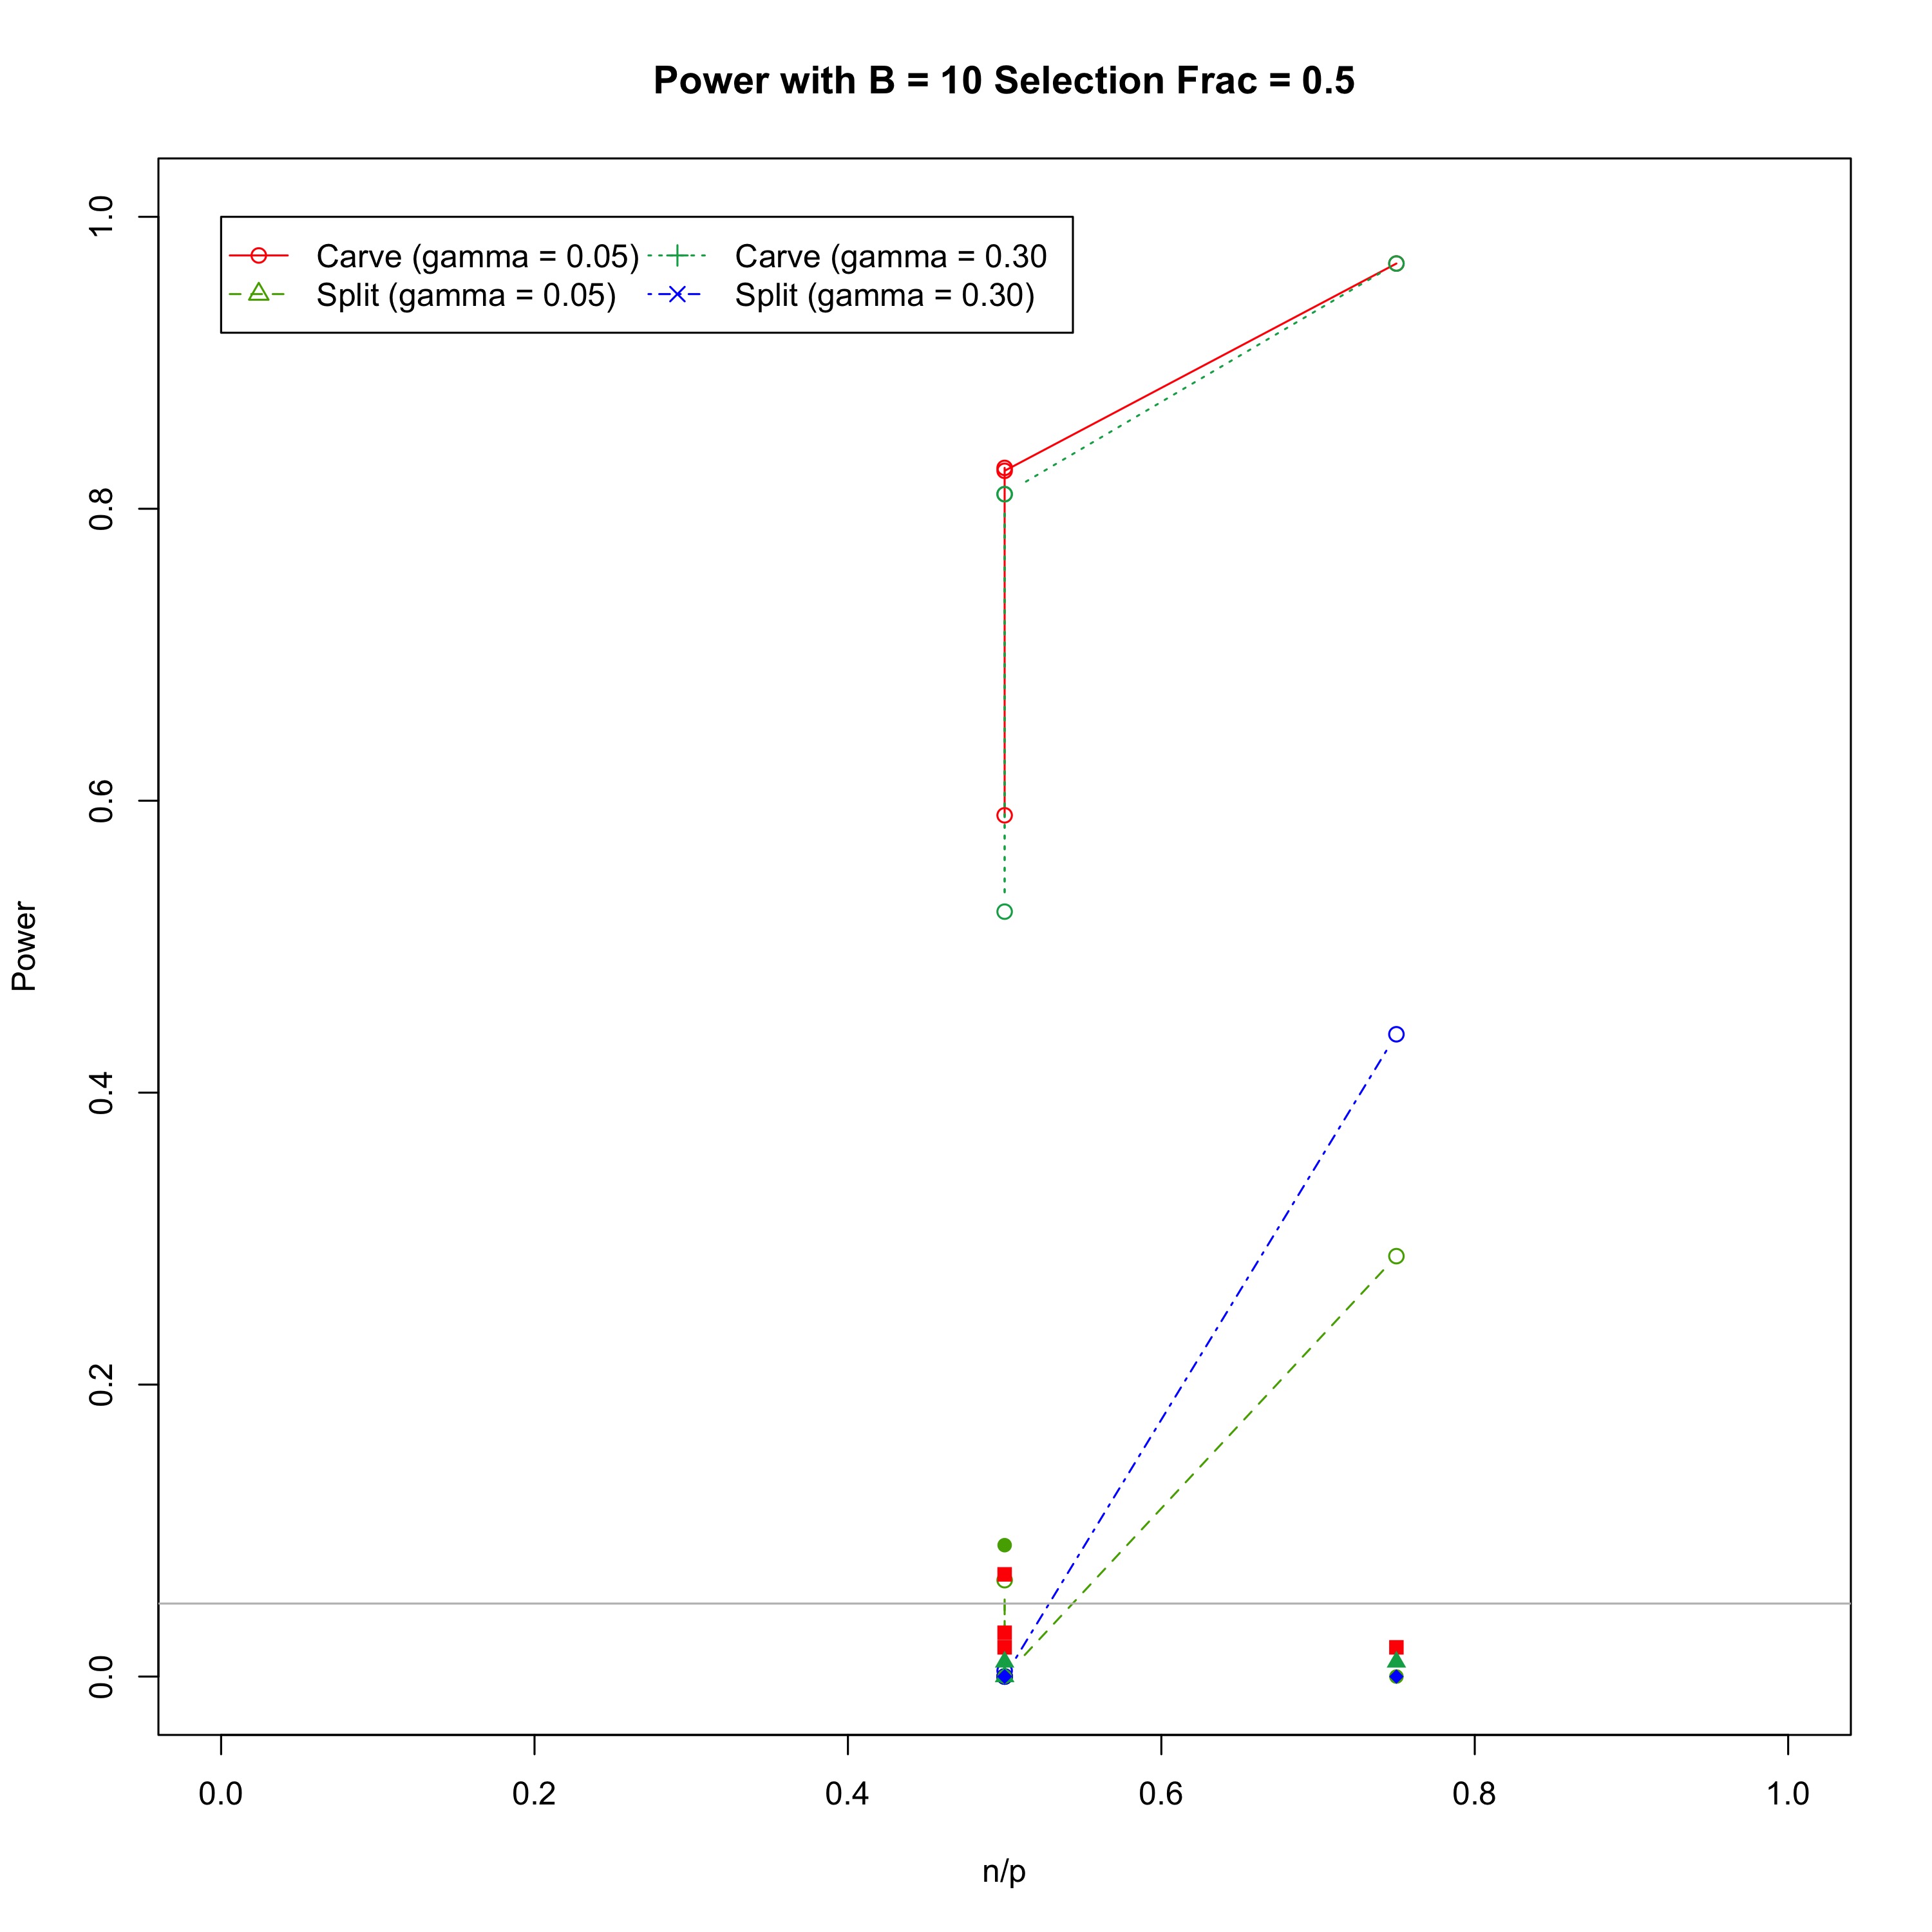 Power with B = 10 Selection Frac = 0.5
Carve (gamma = 0.05)
Split (gamma = 0.05)
Carve (gamma = 0.30
Split (gamma = 0.30)
Power
1.0
0.8
0.6
0.4
0.2
0.0
0.0 0.2 0.4 0.6 0.8 1.0
n/p